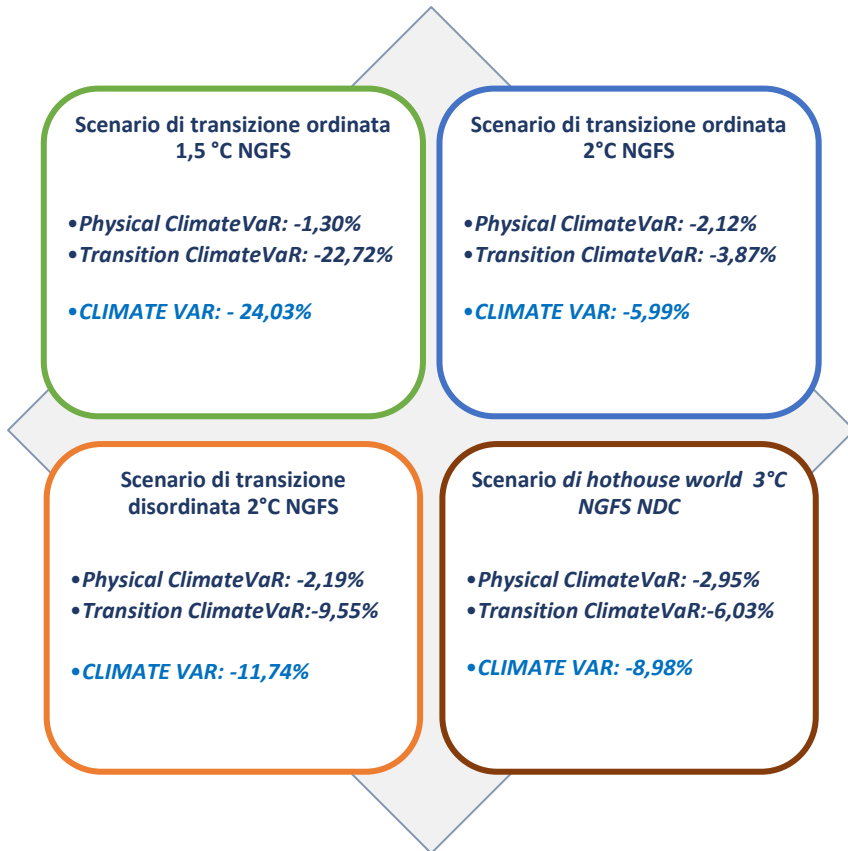 Scenario di transizione ordinata
1,5 °C NGFS
•Physical ClimateVaR: -1,30%
•Transition ClimateVaR: -22,72%
•CLIMATE VAR: - 24,03%
Scenario di transizione ordinata
2°C NGFS
•Physical ClimateVaR: -2,12%
•Transition ClimateVaR: -3,87%
•CLIMATE VAR: -5,99%
Scenario di transizione
disordinata 2°C NGFS
•Physical ClimateVaR: -2,19%
•Transition ClimateVaR:-9,55%
•CLIMATE VAR: -11,74%
Scenario di hothouse world 3°C
NGFS NDC
•Physical ClimateVaR: -2,95%
•Transition ClimateVaR:-6,03%
•CLIMATE VAR: -8,98%